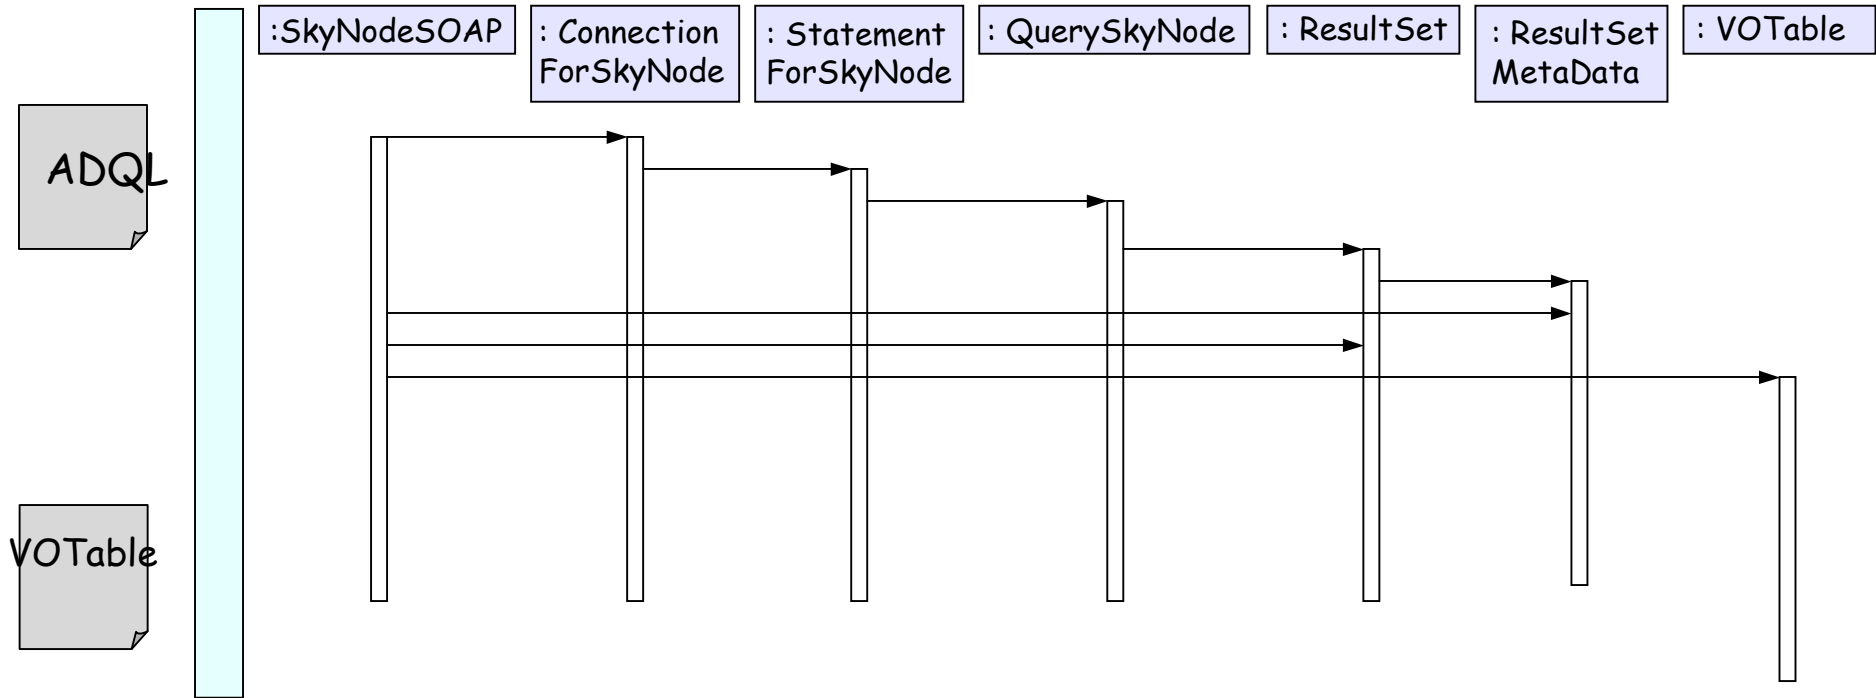 :SkyNodeSOAP
: Connection
ForSkyNode
: Statement
ForSkyNode
: QuerySkyNode
: ResultSet
: ResultSet
MetaData
: VOTable
ADQL
VOTable